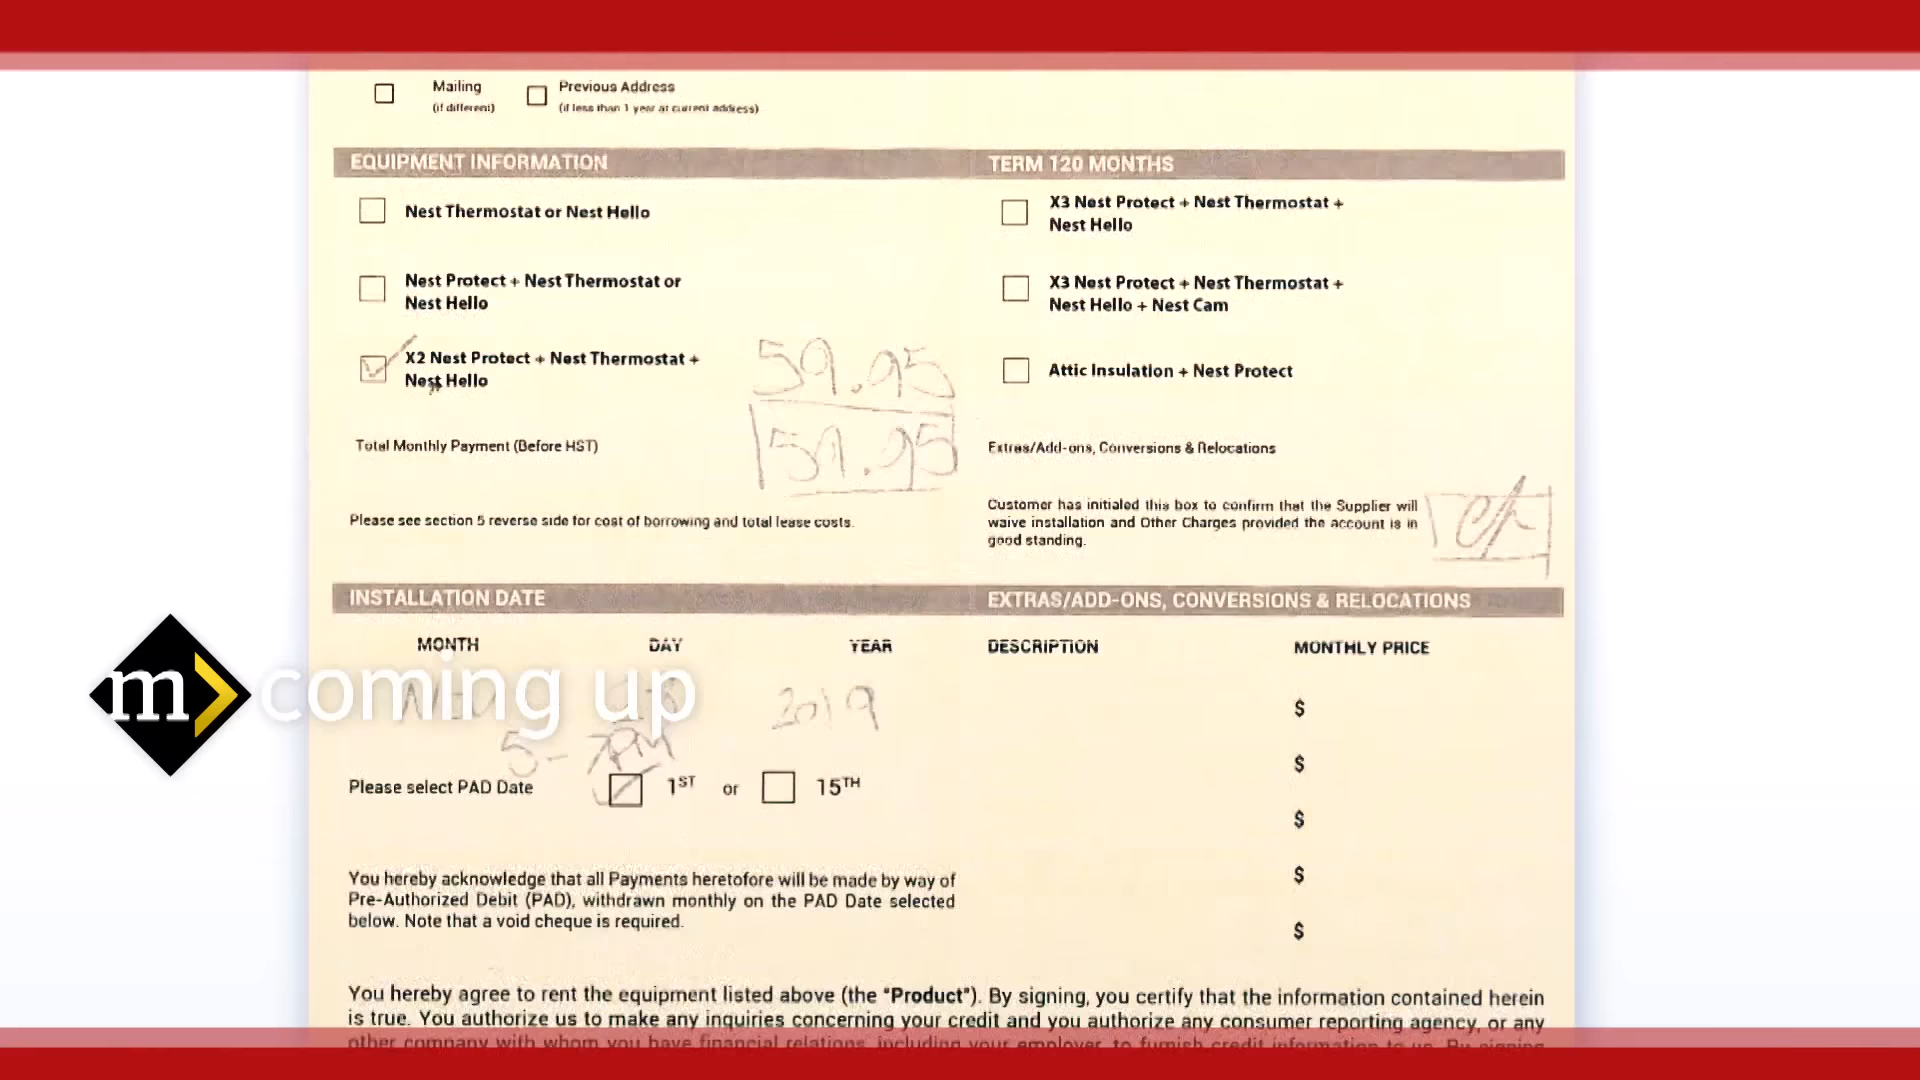 Mailing
(if different)
Previous Address
(if less than 1 year at current address)
EQUIPMENT INFORMATION
TERM 120 MONTHS
Nest Thermostat or Nest Hello
X3 Nest Protect + Nest Thermostat +
Nest Hello
Nest Protect + Nest Thermostat or
Nest Hello
X3 Nest Protect + Nest Thermostat +
Nest Hello + Nest Cam
X2 Nest Protect + Nest Thermostat +
Nest Hello
59.95
Attic Insulation + Nest Protect
Total Monthly Payment (Before HST)
59.95
Extras/Add-ons, Conversions & Relocations
Please see section 5 reverse side for cost of borrowing and total lease costs.
Customer has initialed this box to confirm that the Supplier will
waive installation and Other Charges provided the account is in
good standing.
INSTALLATION DATE
EXTRAS/ADD-ONS, CONVERSIONS & RELOCATIONS
MONTH DAY YEAR
DESCRIPTION
MONTHLY PRICE
m
coming up
2019
5-7PM
Please select PAD Date
1ST or 15TH
$
$
$
$
$
You hereby acknowledge that all Payments heretofore will be made by way of
Pre-Authorized Debit (PAD), withdrawn monthly on the PAD Date selected
below. Note that a void cheque is required.
You hereby agree to rent the equipment listed above (the "Product"). By signing, you certify that the information contained herein
is true. You authorize us to make any inquiries concerning your credit and you authorize any consumer reporting agency, or any
other company with whom you have financial relations, including your employer, to furnish credit information to us. By signing